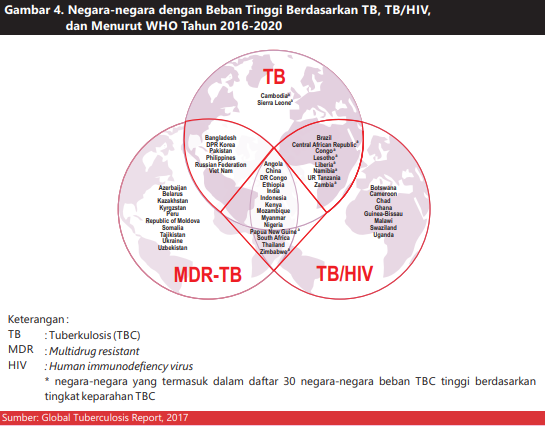 Gambar 4. Negara-negara dengan Beban Tinggi Berdasarkan TB, TB/HIV,
dan Menurut WHO Tahun 2016-2020
TB
Cambodia*
Sierra Leone*
Bangladesh
DPR Korea
Pakistan
Philippines
Russian Federation
Viet Nam
Brazil
Central African Republic*
Congo*
Lesotho*
Liberia*
Namibia*
UR Tanzania
Zambia*
Angola
China
DR Congo
Ethiopia
India
Indonesia
Kenya
Mozambique
Myanmar
Nigeria
Papua New Guine*
South Africa
Thailand
Zimbabwe*
Azerbaijan
Belarus
Kazakhstan
Kyrgzstan
Peru
Republic of Moldova
Somalia
Tajikistan
Ukraine
Uzbekistan
Botswana
Cameroon
Chad
Ghana
Guinea-Bissau
Malawi
Swaziland
Uganda
MDR-TB
TB/HIV
Keterangan :
TB : Tuberkulosis (TBC)
MDR : Multidrug resistant
HIV : Human immunodefiency virus
* negara-negara yang termasuk dalam daftar 30 negara-negara beban TBC tinggi berdasarkan
tingkat keparahan TBC
Sumber: Global Tuberculosis Report, 2017